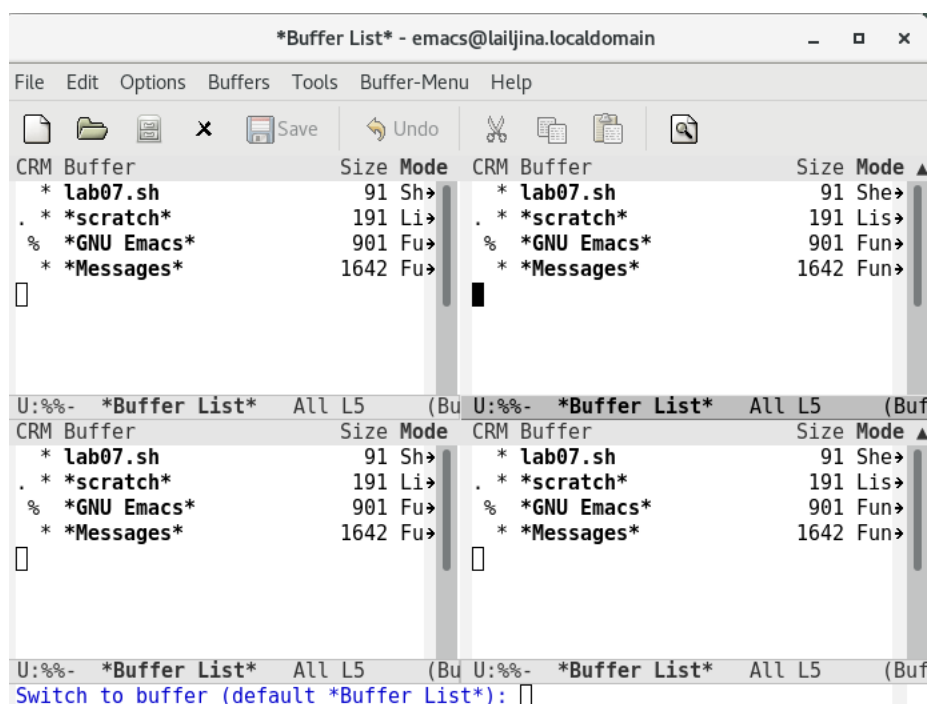 *Buffer List* - emacs@lailjina.localdomain
File Edit Options Buffers Tools Buffer-Menu Help
Save Undo
CRM Buffer Size Mode
* lab07.sh 91 Sh
. * *scratch* 191 Li
% *GNU Emacs* 901 Fu
* *Messages* 1642 Fu
U:%%- *Buffer List* All L5 (Bu
CRM Buffer Size Mode
* lab07.sh 91 She
. * *scratch* 191 Lis
% *GNU Emacs* 901 Fun
* *Messages* 1642 Fun
U:%%- *Buffer List* All L5 (Buf
CRM Buffer Size Mode
* lab07.sh 91 Sh
. * *scratch* 191 Li
% *GNU Emacs* 901 Fu
* *Messages* 1642 Fu
U:%%- *Buffer List* All L5 (Bu
CRM Buffer Size Mode
* lab07.sh 91 She
. * *scratch* 191 Lis
% *GNU Emacs* 901 Fun
* *Messages* 1642 Fun
U:%%- *Buffer List* All L5 (Buf
Switch to buffer (default *Buffer List*):